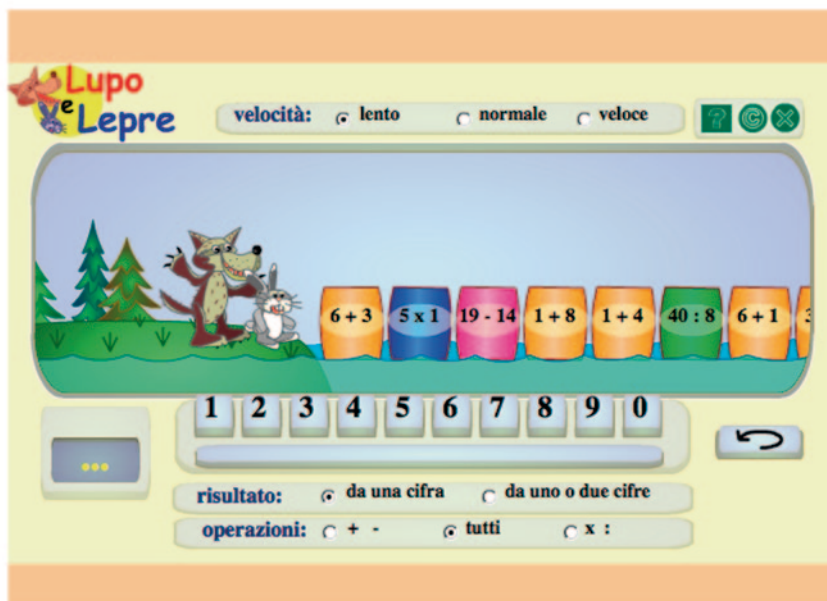 Lupo
e
Lepre
velocità: lento normale veloce
? © X
6 + 3 5 x 1 19 - 14 1 + 8 1 + 4 40 : 8 6 + 1 3
1 2 3 4 5 6 7 8 9 0
...
risultato: da una cifra da uno o due cifre
operazioni: + - tutti x :